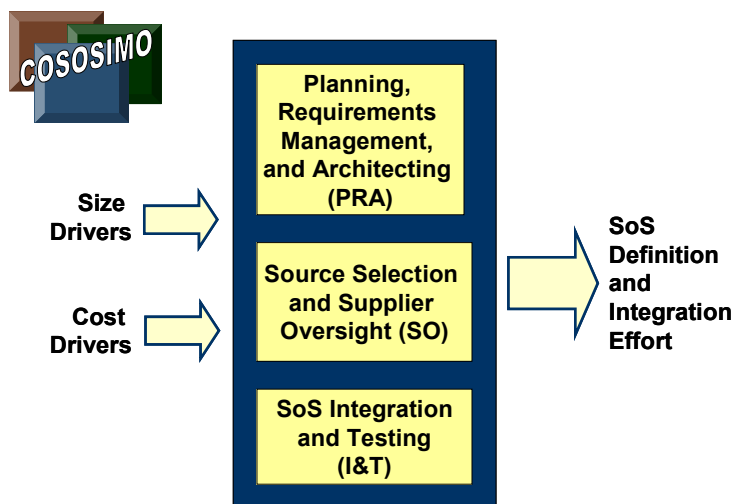 COSOSIMO
Planning,
Requirements
Management,
and Architecting
(PRA)
Size
Drivers
Source Selection
and Supplier
Oversight (SO)
Cost
Drivers
SoS Integration
and Testing
(I&T)
SoS
Definition
and
Integration
Effort